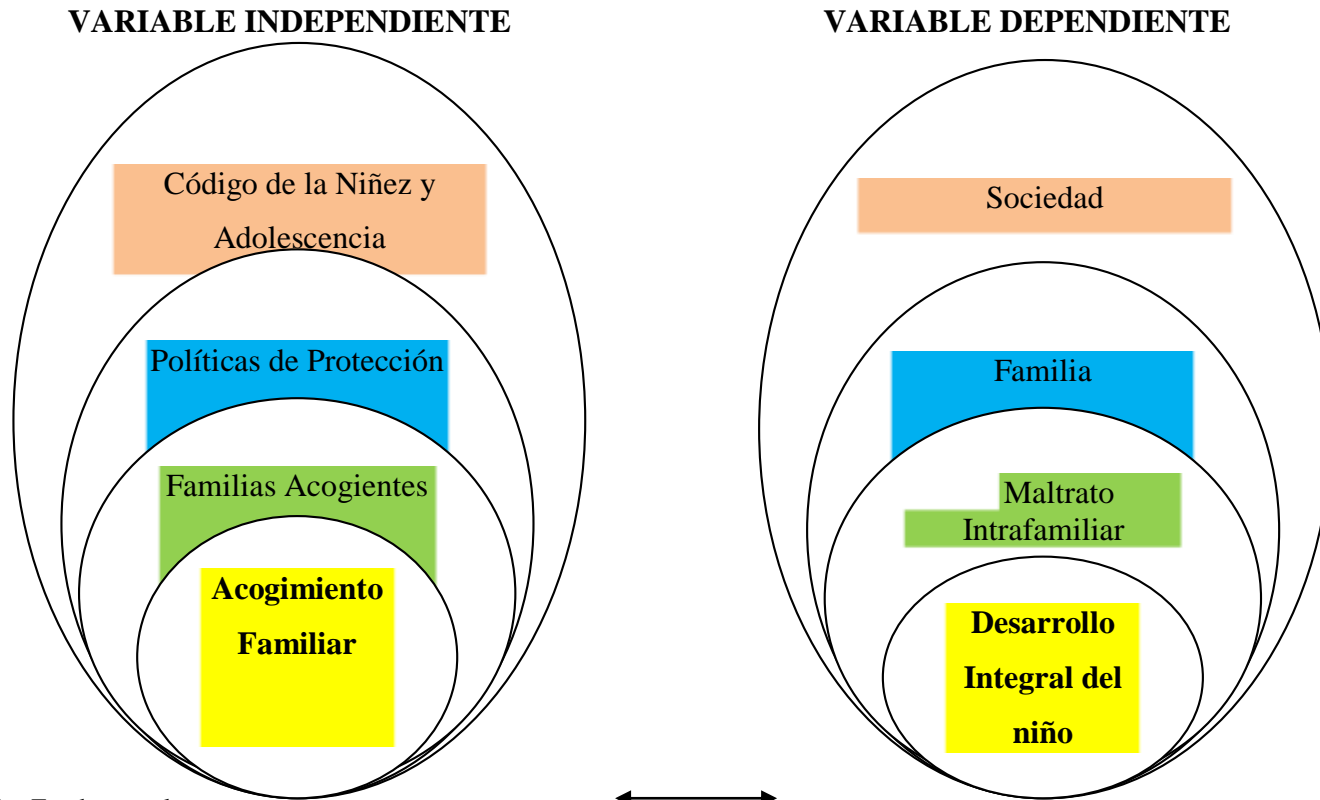 VARIABLE INDEPENDIENTE
Código de la Niñez y
Adolescencia
Políticas de Protección
Familias Acogientes
Acogimiento
Familiar
VARIABLE DEPENDIENTE
Sociedad
Familia
Maltrato
Intrafamiliar
Desarrollo
Integral del
niño